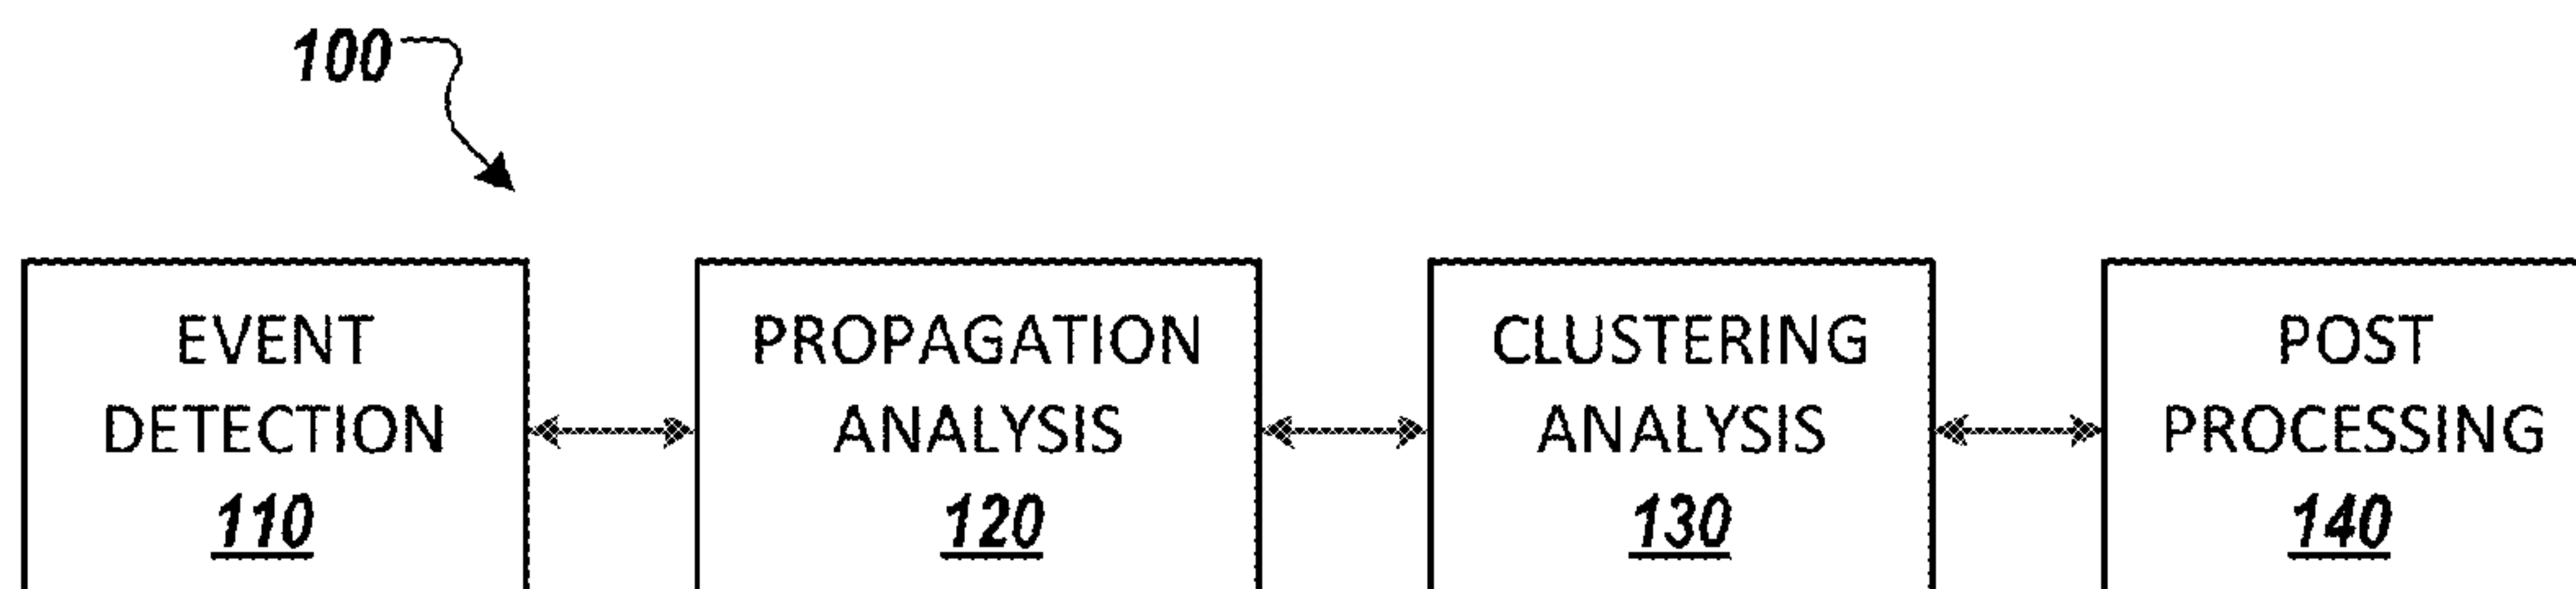 100
EVENT
DETECTION
110
PROPAGATION
ANALYSIS
120
CLUSTERING
ANALYSIS
130
POST
PROCESSING
140